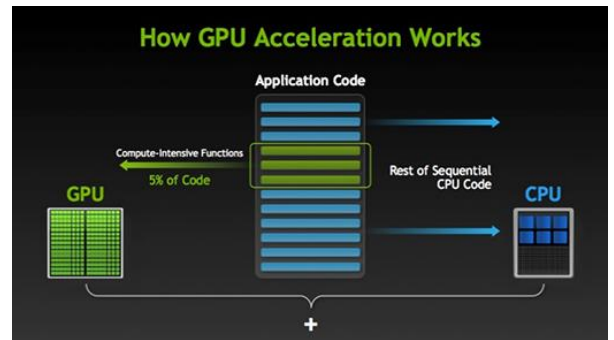 How GPU Acceleration Works
Application Code
Compute-Intensive Functions
5% of Code
Rest of Sequential
CPU Code
GPU
CPU
+